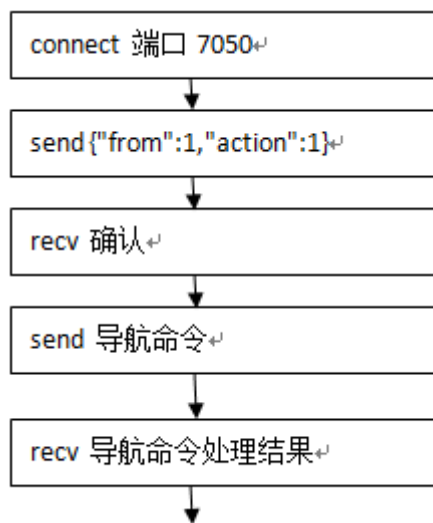 connect 端口 7050↵
send {"from":1,"action":1}↵
recv 确认↵
send 导航命令↵
recv 导航命令处理结果↵